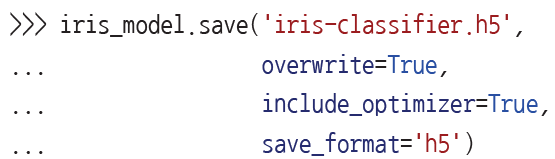 >>> iris_model.save('iris-classifier.h5',
...                 overwrite=True,
...                 include_optimizer=True,
...                 save_format='h5')